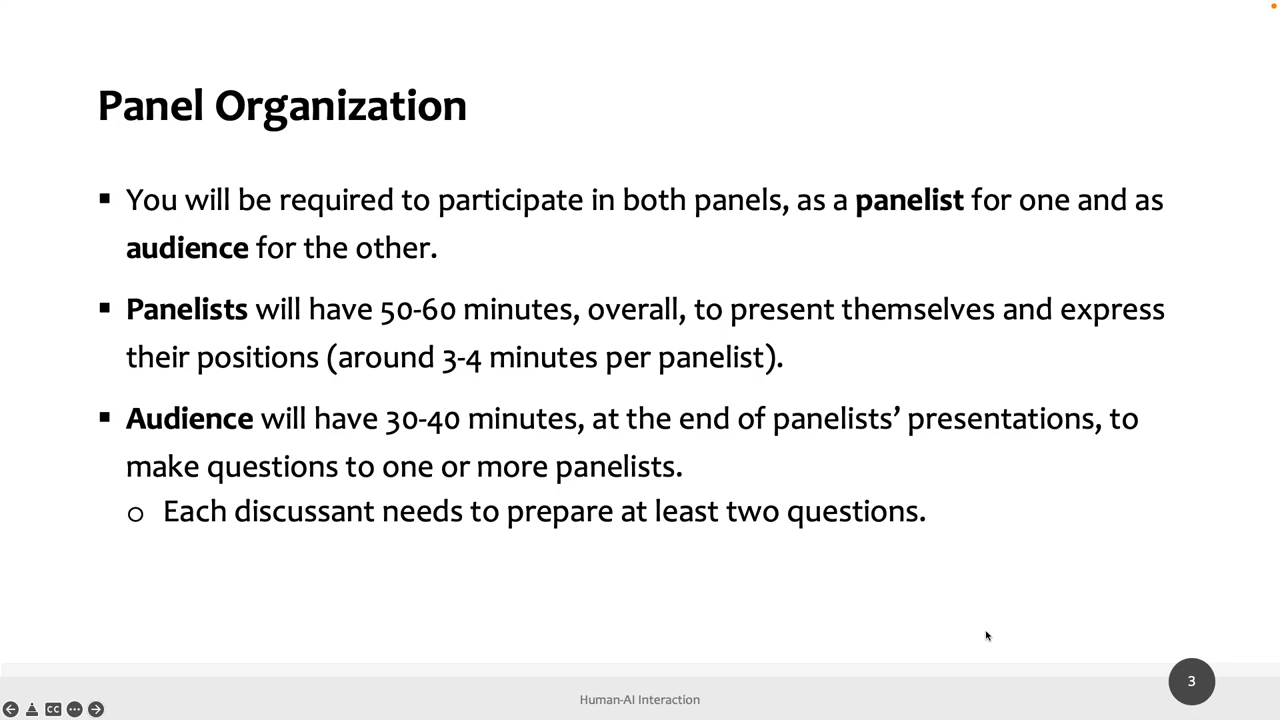 Panel Organization
▪ You will be required to participate in both panels, as a panelist for one and as
audience for the other.
▪ Panelists will have 50-60 minutes, overall, to present themselves and express
their positions (around 3-4 minutes per panelist).
▪ Audience will have 30-40 minutes, at the end of panelists’ presentations, to
make questions to one or more panelists.
o Each discussant needs to prepare at least two questions.
3
Human-AI Interaction
CC